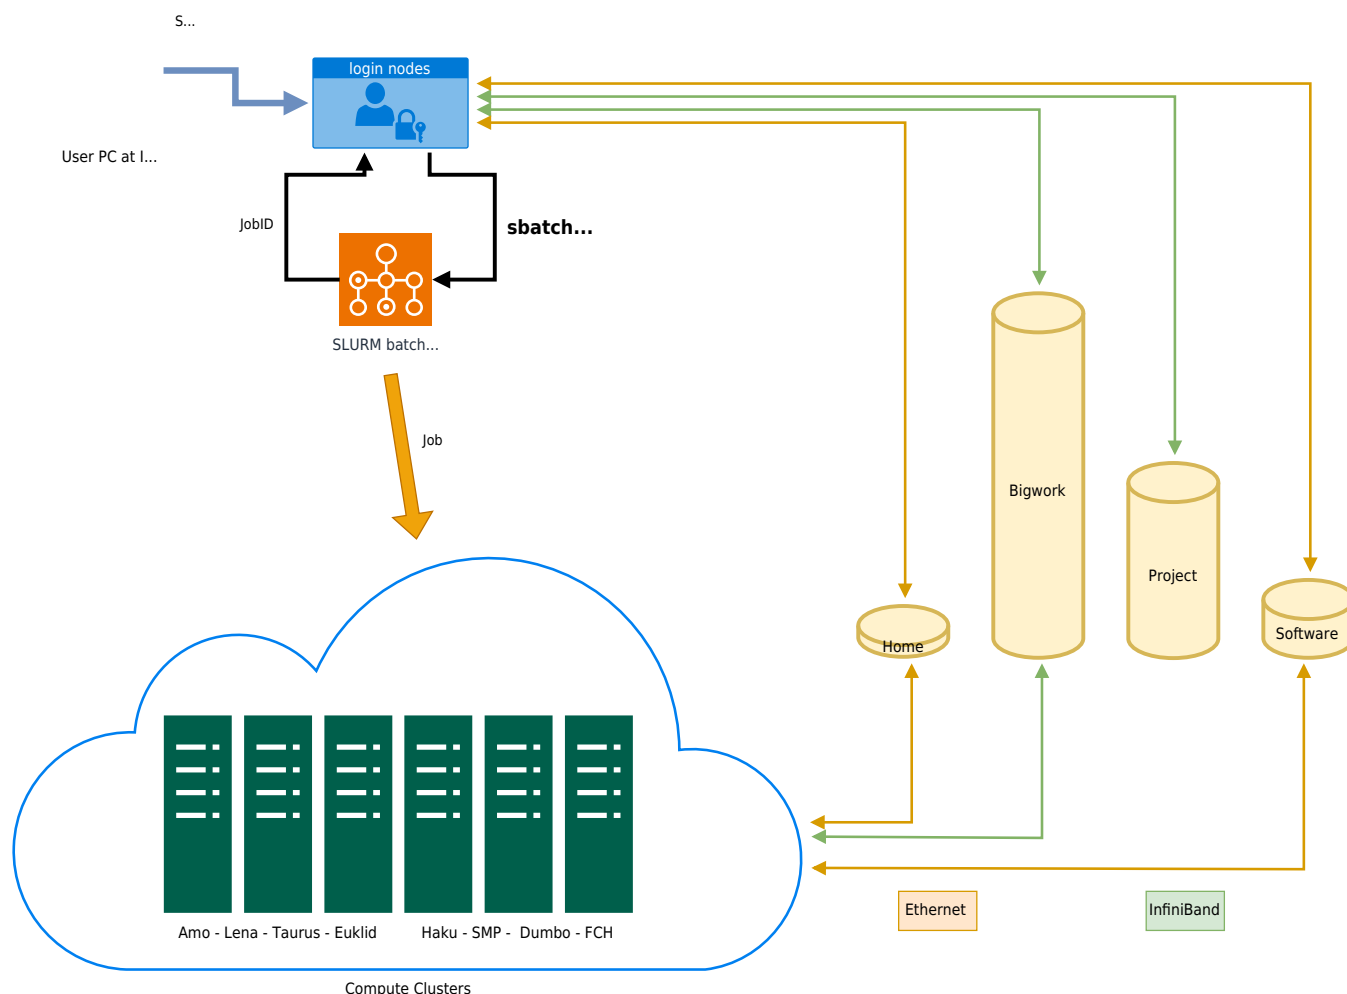 S...
login nodes
User PC at I...
JobID
sbatch...
SLURM batch...
Job
Bigwork
Project
Software
Home
Ethernet
InfiniBand
Amo - Lena - Taurus - Euklid
Haku - SMP -  Dumbo - FCH
Compute Clusters